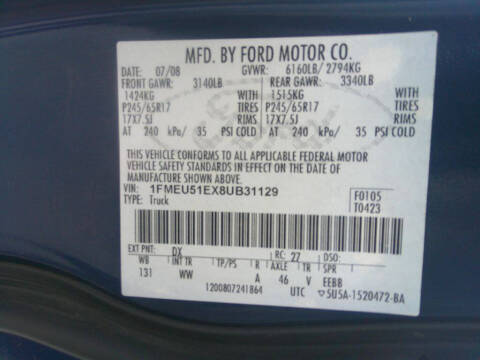 MFD. BY FORD MOTOR CO.
DATE: 07/08 GVWR: 6160LB/ 2794KG
FRONT GAWR: 3140LB REAR GAWR: 3340LB
1424KG 1515KG
P245/65R17 TIRES P245/65R17 TIRES
17X7.5J RIMS 17X7.5J RIMS
AT 240 kPa/ 35 PSI COLD AT 240 kPa/ 35 PSI COLD
THIS VEHICLE CONFORMS TO ALL APPLICABLE FEDERAL MOTOR
VEHICLE SAFETY STANDARDS IN EFFECT ON THE DATE OF
MANUFACTURE SHOWN ABOVE.
VIN: 1FMEU51EX8UB31129 F0105
TYPE: Truck T0423
EXT PNT: DX RC: 27 DSO:
WB INT TR TP/PS R AXLE TR SPR
131 WW A 46 V EEBB
1200807241864 UTC 5U5A-1520472-BA